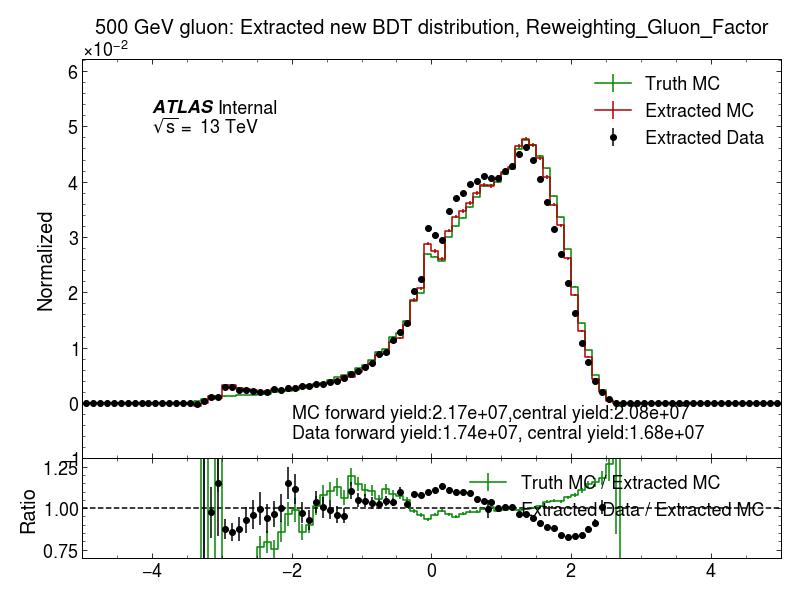 500 GeV gluon: Extracted new BDT distribution, Reweighting_Gluon_Factor
×10−2
6
5
4
3
2
1
0
1
Normalized
ATLAS Internal
√s = 13 TeV
Truth MC
Extracted MC
Extracted Data
MC forward yield:2.17e+07,central yield:2.08e+07
Data forward yield:1.74e+07, central yield:1.68e+07
1.25
1.00
0.75
Ratio
Truth MC / Extracted MC
Extracted Data / Extracted MC
−4 −2 0 2 4